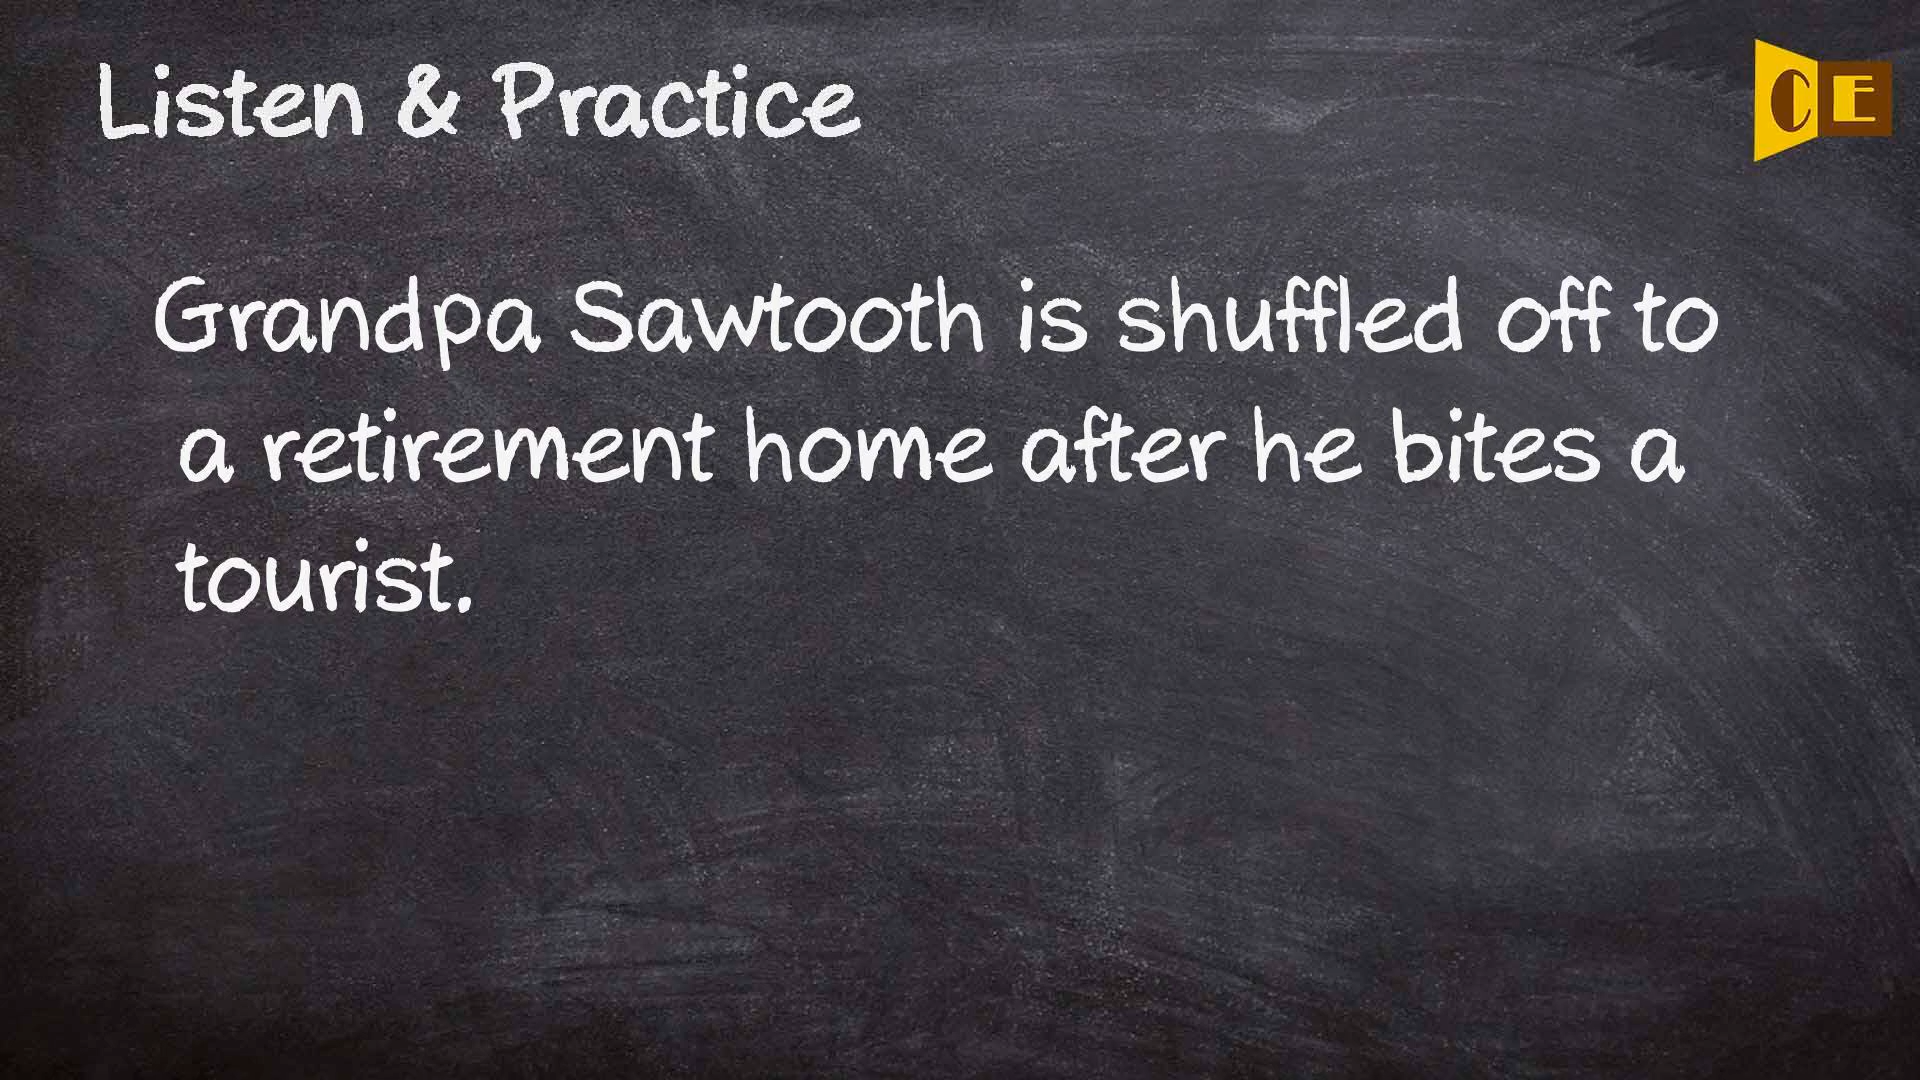 Listen & Practice
CE
Grandpa Sawtooth is shuffled off to
a retirement home after he bites a
tourist.